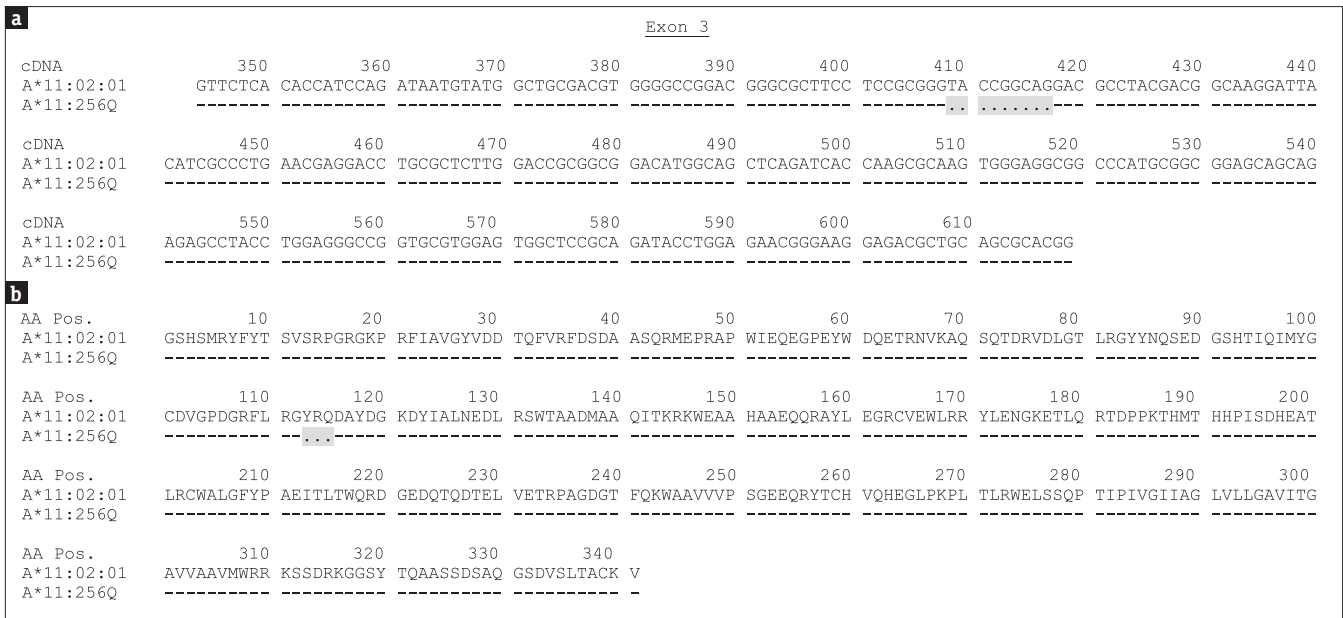 a
Exon 3
cDNA 350 360 370 380 390 400 410 420 430 440
A*11:02:01 GTTCTCA CACCATCCAG ATAATGTATG GCTGCGACGT GGGGCCGGAC GGGCGCTTCC TCCGCGGGTA CCGGCAGGAC GCCTACGACG GCAAGGATTA
A*11:256Q ------- ---------- ---------- ---------- ---------- ---------- --------.. .......--- ---------- ----------
cDNA 450 460 470 480 490 500 510 520 530 540
A*11:02:01 CATCGCCCTG AACGAGGACC TGCGCTCTTG GACCGCGGCG GACATGGCAG CTCAGATCAC CAAGCGCAAG TGGGAGGCGG CCCATGCGGC GGAGCAGCAG
A*11:256Q ---------- ---------- ---------- ---------- ---------- ---------- ---------- ---------- ---------- ----------
cDNA 550 560 570 580 590 600 610
A*11:02:01 AGAGCCTACC TGGAGGGCCG GTGCGTGGAG TGGCTCCGCA GATACCTGGA GAACGGGAAG GAGACGCTGC AGCGCACGG
A*11:256Q ---------- ---------- ---------- ---------- ---------- ---------- ---------- ---------
b
AA Pos. 10 20 30 40 50 60 70 80 90 100
A*11:02:01 GSHSMRYFYT SVSRPGRGKP RFIAVGYVDD TQFVRFDSDA ASQRMEPRAP WIEQEGPEYW DQETRNVKAQ SQTDRVDLGT LRGYYNQSED GSHTIQIMYG
A*11:256Q ---------- ---------- ---------- ---------- ---------- ---------- ---------- ---------- ---------- ----------
AA Pos. 110 120 130 140 150 160 170 180 190 200
A*11:02:01 CDVGPDGRFL RGYRQDAYDG KDYIALNEDL RSWTAADMAA QITKRKWEAA HAAEQQRAYL EGRCVEWLRR YLENGKETLQ RTDPPKTHMT HHPISDHEAT
A*11:256Q ---------- --...----- ---------- ---------- ---------- ---------- ---------- ---------- ---------- ----------
AA Pos. 210 220 230 240 250 260 270 280 290 300
A*11:02:01 LRCWALGFYP AEITLTWQRD GEDQTQDTEL VETRPAGDGT FQKWAAVVVP SGEEQRYTCH VQHEGLPKPL TLRWELSSQP TIPIVGIIAG LVLLGAVITG
A*11:256Q ---------- ---------- ---------- ---------- ---------- ---------- ---------- ---------- ---------- ----------
AA Pos. 310 320 330 340
A*11:02:01 AVVAAVMWRR KSSDRKGGSY TQAASSDSAQ GSDVSLTACK V
A*11:256Q ---------- ---------- ---------- ---------- -